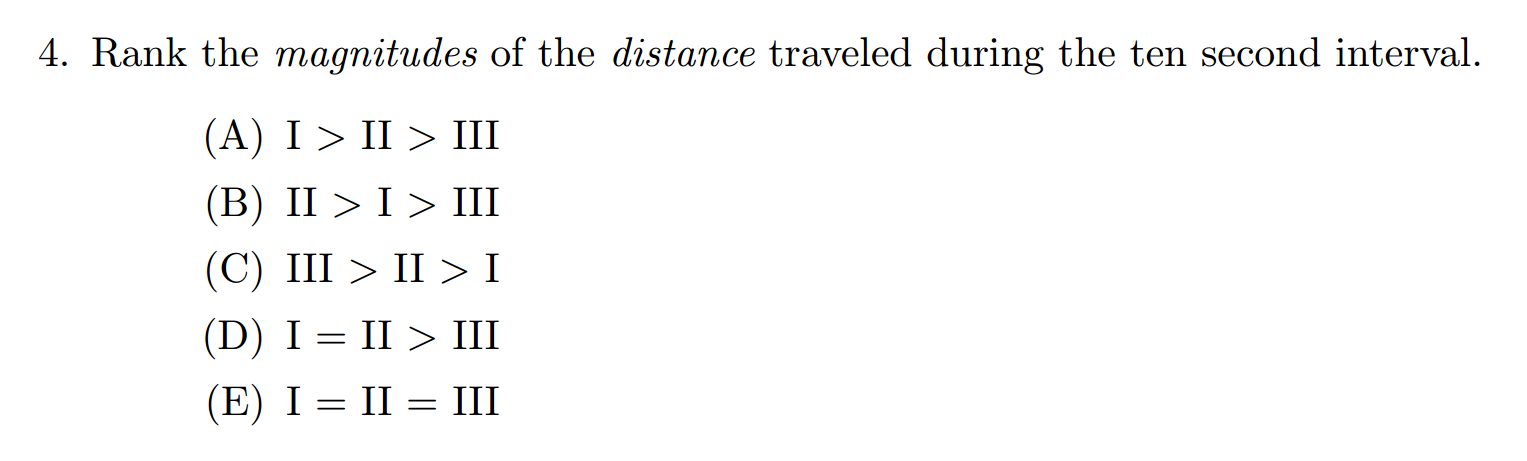 4. Rank the magnitudes of the distance traveled during the ten second interval.
(A) I > II > III
(B) II > I > III
(C) III > II > I
(D) I = II > III
(E) I = II = III